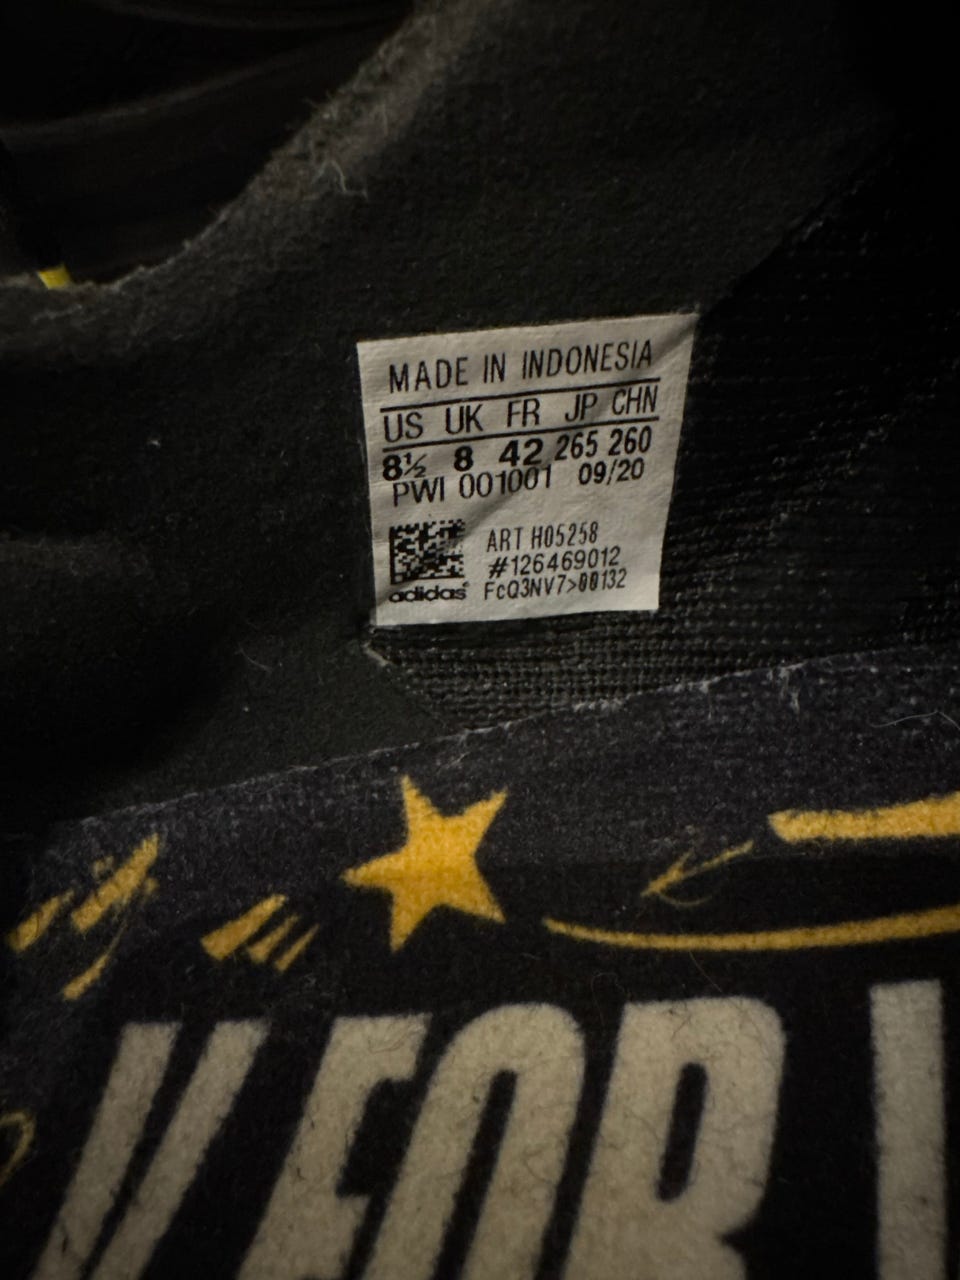 MADE IN INDONESIA
US UK FR JP CHN
8½ 8 42 265 260
PWI 001001 09/20
ART H05258
#126469012
FcQ3NV7>00132
adidas
V FOR